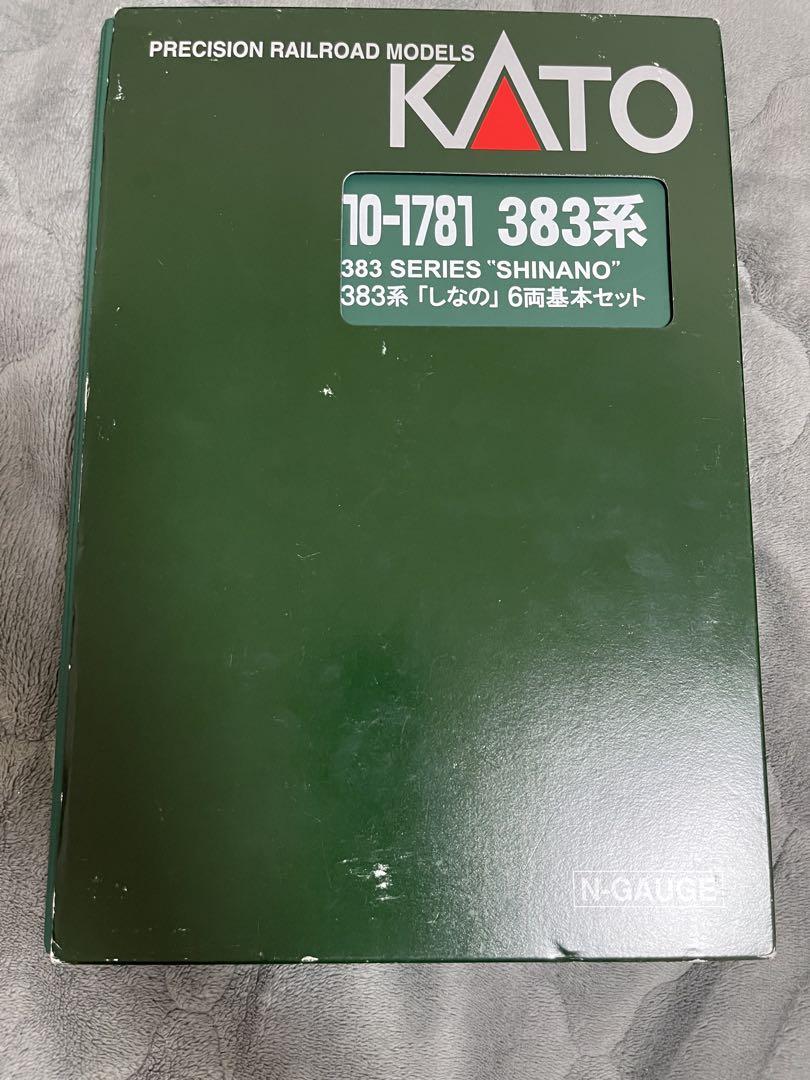 PRECISION RAILROAD MODELS
KATO
10-1781 383系
383 SERIES "SHINANO"
383系「しなの」6両基本セット
N-GAUGE